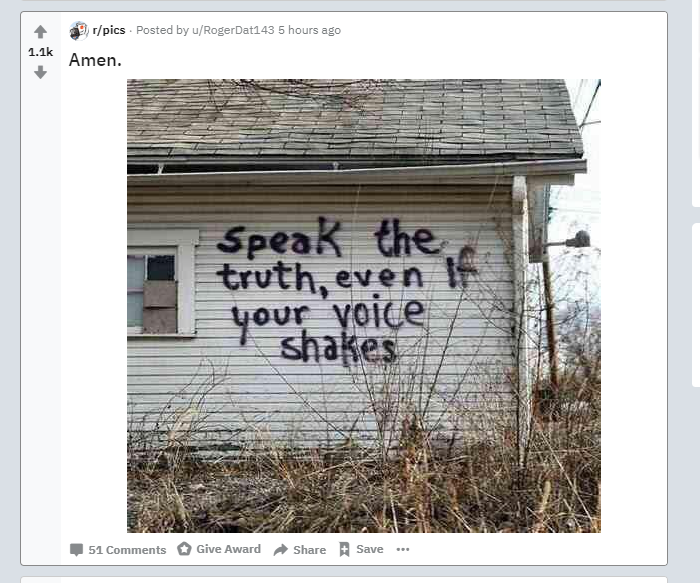 r/pics · Posted by u/RogerDat143 5 hours ago
1.1k
Amen.
Speak the
truth, even If
your voice
shakes
51 Comments Give Award Share Save ...